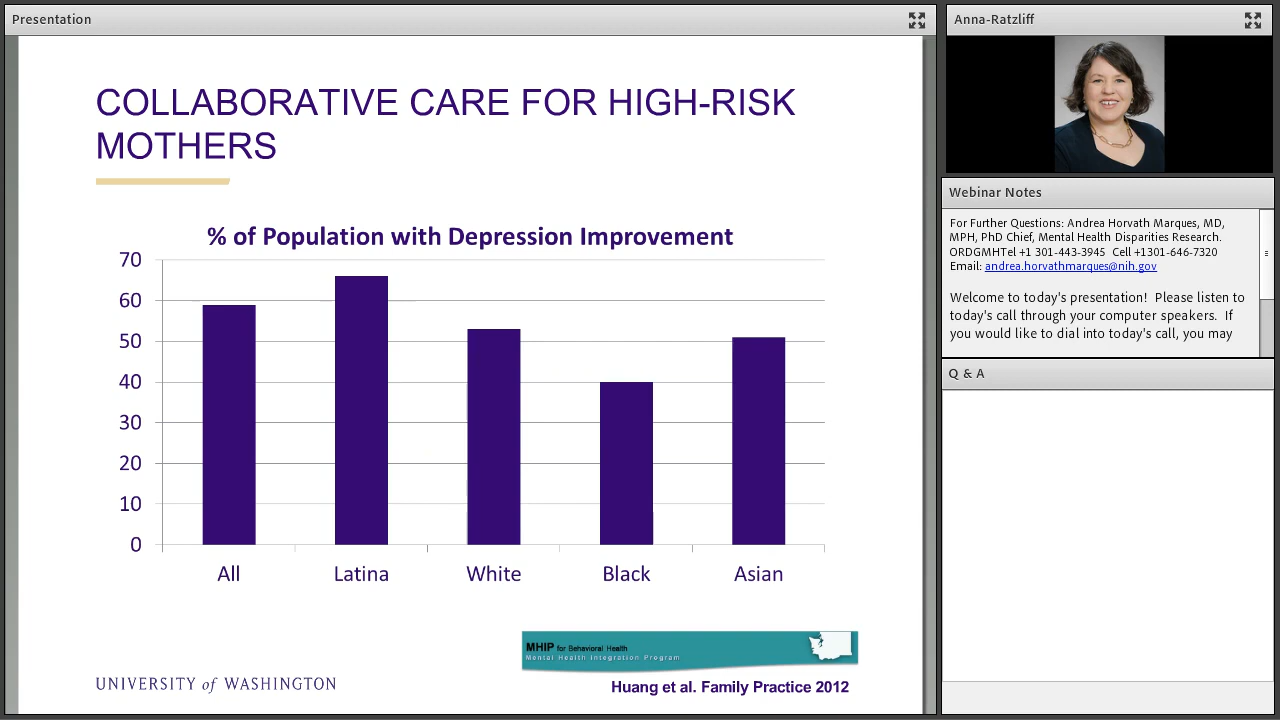 Presentation
COLLABORATIVE CARE FOR HIGH-RISK
MOTHERS
% of Population with Depression Improvement
70
60
50
40
30
20
10
0
All
Latina
White
Black
Asian
MHIP for Behavioral Health
Mental Health Integration Program
UNIVERSITY of WASHINGTON
Huang et al. Family Practice 2012
Anna-Ratzliff
Webinar Notes
For Further Questions: Andrea Horvath Marques, MD,
MPH, PhD Chief, Mental Health Disparities Research.
ORDGMHTel +1 301-443-3945  Cell +1301-646-7320
Email: andrea.horvathmarques@nih.gov
Welcome to today's presentation!  Please listen to
today's call through your computer speakers.  If
you would like to dial into today's call, you may
Q & A